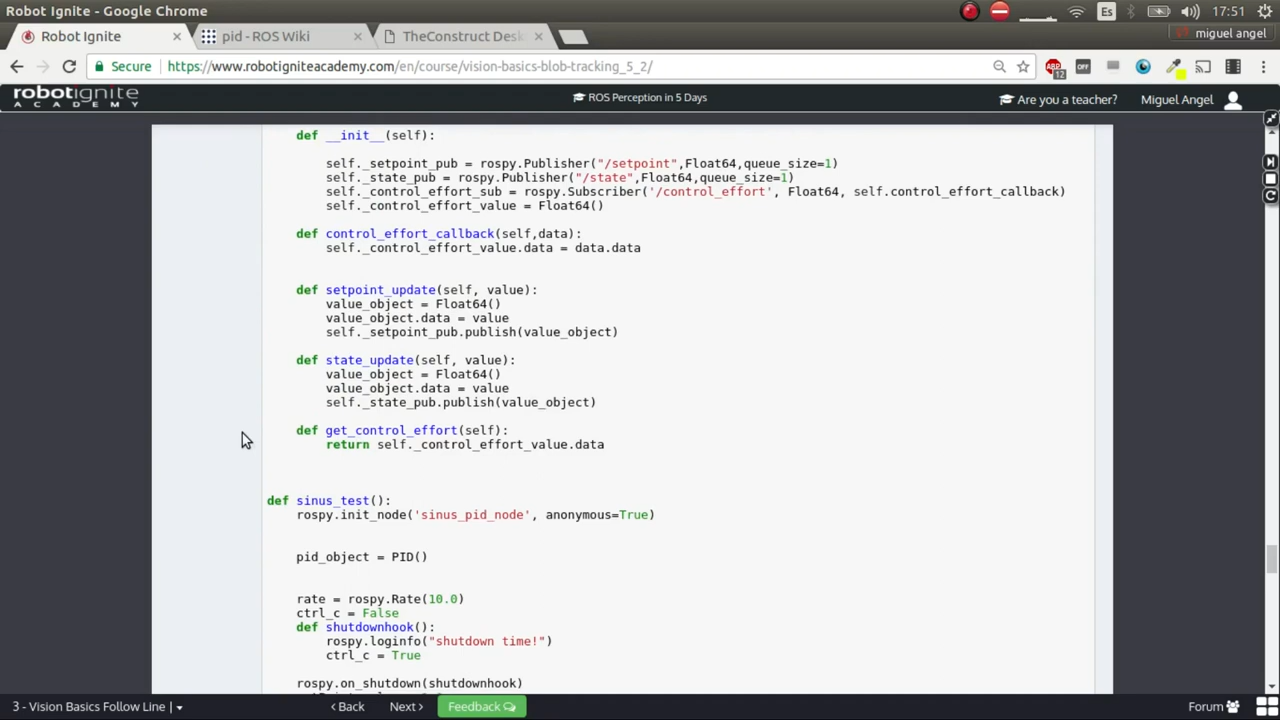 Robot Ignite - Google Chrome
Es
17:51
Robot Ignite
pid - ROS Wiki
TheConstruct Desk
miguel angel
Secure
https://www.robotigniteacademy.com/en/course/vision-basics-blob-tracking_5_2/
ABP
12
OFF
robotignite
ACADEMY
ROS Perception in 5 Days
Are you a teacher?
Miguel Angel
def __init__(self):
self._setpoint_pub = rospy.Publisher("/setpoint",Float64,queue_size=1)
self._state_pub = rospy.Publisher("/state",Float64,queue_size=1)
self._control_effort_sub = rospy.Subscriber('/control_effort', Float64, self.control_effort_callback)
self._control_effort_value = Float64()
def control_effort_callback(self,data):
self._control_effort_value.data = data.data
def setpoint_update(self, value):
value_object = Float64()
value_object.data = value
self._setpoint_pub.publish(value_object)
def state_update(self, value):
value_object = Float64()
value_object.data = value
self._state_pub.publish(value_object)
def get_control_effort(self):
return self._control_effort_value.data
def sinus_test():
rospy.init_node('sinus_pid_node', anonymous=True)
pid_object = PID()
rate = rospy.Rate(10.0)
ctrl_c = False
def shutdownhook():
rospy.loginfo("shutdown time!")
ctrl_c = True
rospy.on_shutdown(shutdownhook)
3 - Vision Basics Follow Line |
Back
Next
Feedback
Forum